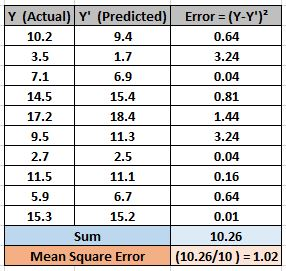 Y (Actual) Y' (Predicted) Error = (Y-Y')²
10.2 9.4 0.64
3.5 1.7 3.24
7.1 6.9 0.04
14.5 15.4 0.81
17.2 18.4 1.44
9.5 11.3 3.24
2.7 2.5 0.04
11.5 11.1 0.16
5.9 6.7 0.64
15.3 15.2 0.01
Sum 10.26
Mean Square Error (10.26/10 ) = 1.02